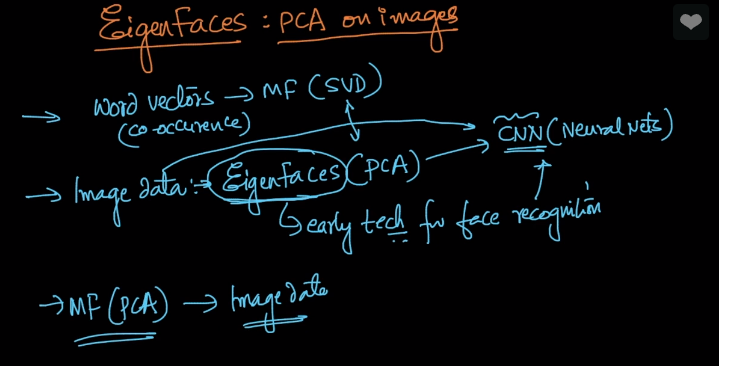 Eigenfaces : PCA on images
→ Word vectors → MF (SVD)
(co-occurence)
CNN (Neural Nets)
→ Image data :- Eigenfaces (PCA)
↳ early tech for face recognition
→ MF (PCA) → Image data